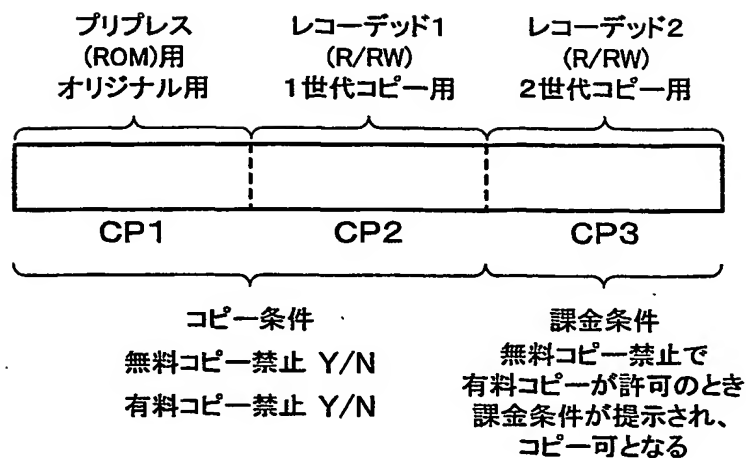 プリプレス
(ROM)用
オリジナル用
レコーデッド1
(R/RW)
1世代コピー用
レコーデッド2
(R/RW)
2世代コピー用
CP1
CP2
CP3
コピー条件
無料コピー禁止 Y/N
有料コピー禁止 Y/N
課金条件
無料コピー禁止で
有料コピーが許可のとき
課金条件が提示され、
コピー可となる